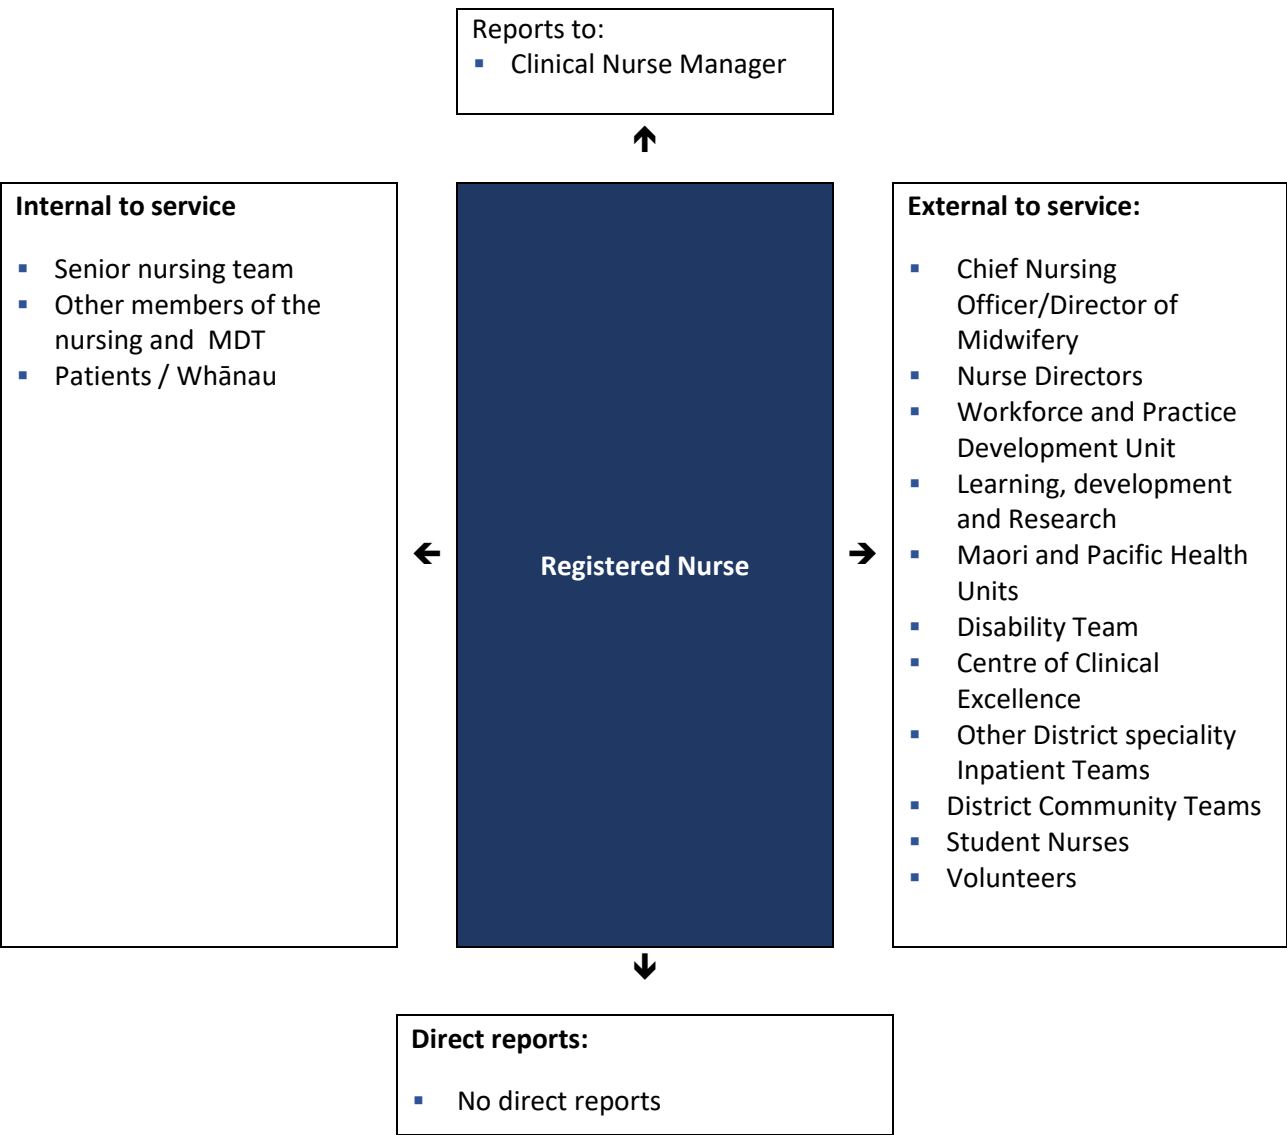 Reports to:
▪ Clinical Nurse Manager
🡩
Internal to service
▪ Senior nursing team
▪ Other members of the
nursing and  MDT
▪ Patients / Whānau
🡨
Registered Nurse
🡪
External to service:
▪ Chief Nursing
Officer/Director of
Midwifery
▪ Nurse Directors
▪ Workforce and Practice
Development Unit
▪ Learning, development
and Research
▪ Maori and Pacific Health
Units
▪ Disability Team
▪ Centre of Clinical
Excellence
▪ Other District speciality
Inpatient Teams
▪ District Community Teams
▪ Student Nurses
▪ Volunteers
🡫
Direct reports:
▪ No direct reports